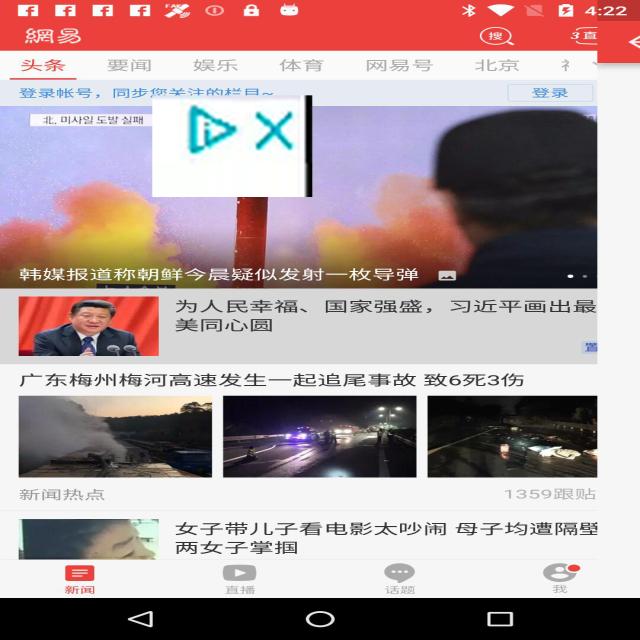 4:22
網易
搜
直
头条 要闻 娱乐 体育 网易号 北京
登录帐号，同步您关注的栏目~ 登录
北, 미사일 도발 실패
韩媒报道称朝鲜今晨疑似发射一枚导弹
为人民幸福、国家强盛，习近平画出最
美同心圆
广东梅州梅河高速发生一起追尾事故 致6死3伤
新闻热点 1359跟贴
女子带儿子看电影太吵闹 母子均遭隔壁
两女子掌掴
新闻 直播 话题 我